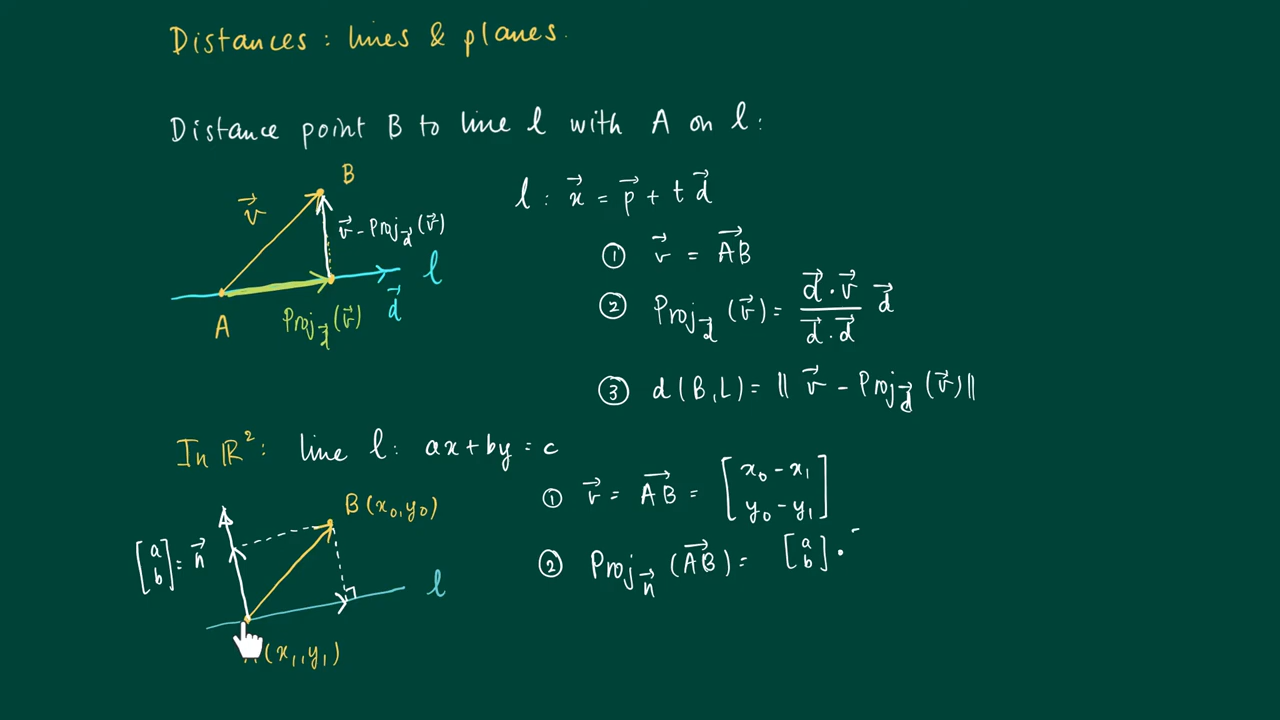 Distances : lines & planes.
Distance point B to line l with A on l :
B
v⃗
v⃗ - Proj_d⃗ (v⃗)
l
d⃗
A
Proj_d⃗ (v⃗)
l : x⃗ = p⃗ + t d⃗
① v⃗ = AB⃗
② Proj_d⃗ (v⃗) = (d⃗ · v⃗)/(d⃗ · d⃗) d⃗
③ d (B, L) = || v⃗ - Proj_d⃗ (v⃗) ||
In ℝ² : line l : ax + by = c
B (x₀, y₀)
[a b] = n⃗
l
(x₁, y₁)
① v⃗ = AB⃗ = [x₀ - x₁ y₀ - y₁]
② Proj_n⃗ (AB⃗) = [a b] ·